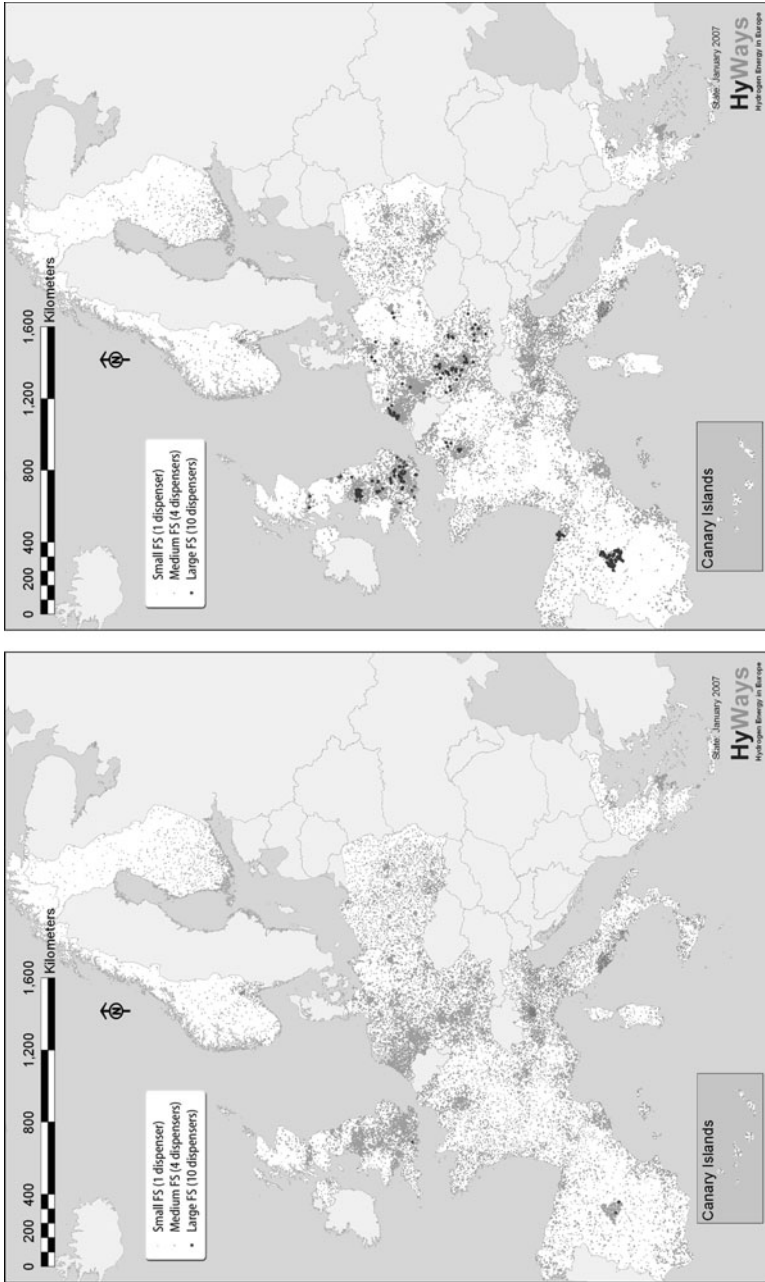 0 200 400 800 1,200 1,600
Kilometers
N
Small FS (1 dispenser)
Medium FS (4 dispensers)
Large FS (10 dispensers)
Canary Islands
State: January 2007
HyWays
Hydrogen Energy in Europe
0 200 400 800 1,200 1,600
Kilometers
N
Small FS (1 dispenser)
Medium FS (4 dispensers)
Large FS (10 dispensers)
Canary Islands
State: January 2007
HyWays
Hydrogen Energy in Europe